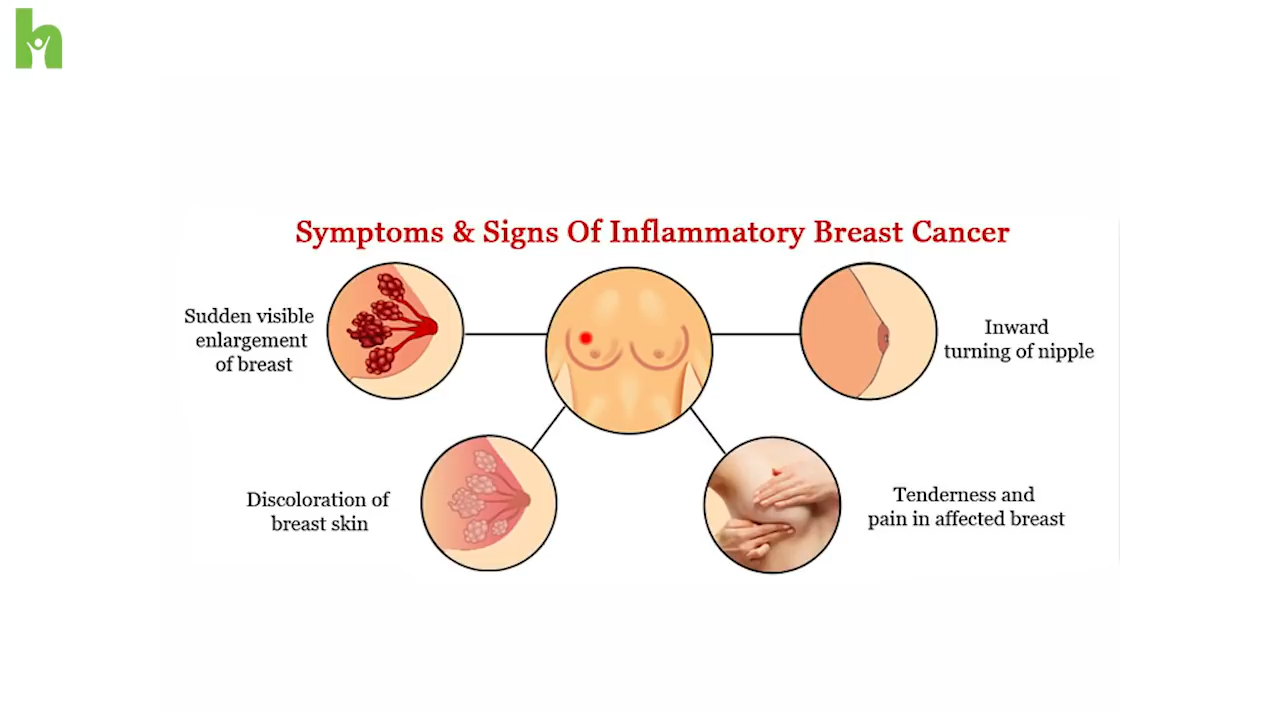 Symptoms & Signs Of Inflammatory Breast Cancer
Sudden visible
enlargement
of breast
Inward
turning of nipple
Discoloration of
breast skin
Tenderness and
pain in affected breast